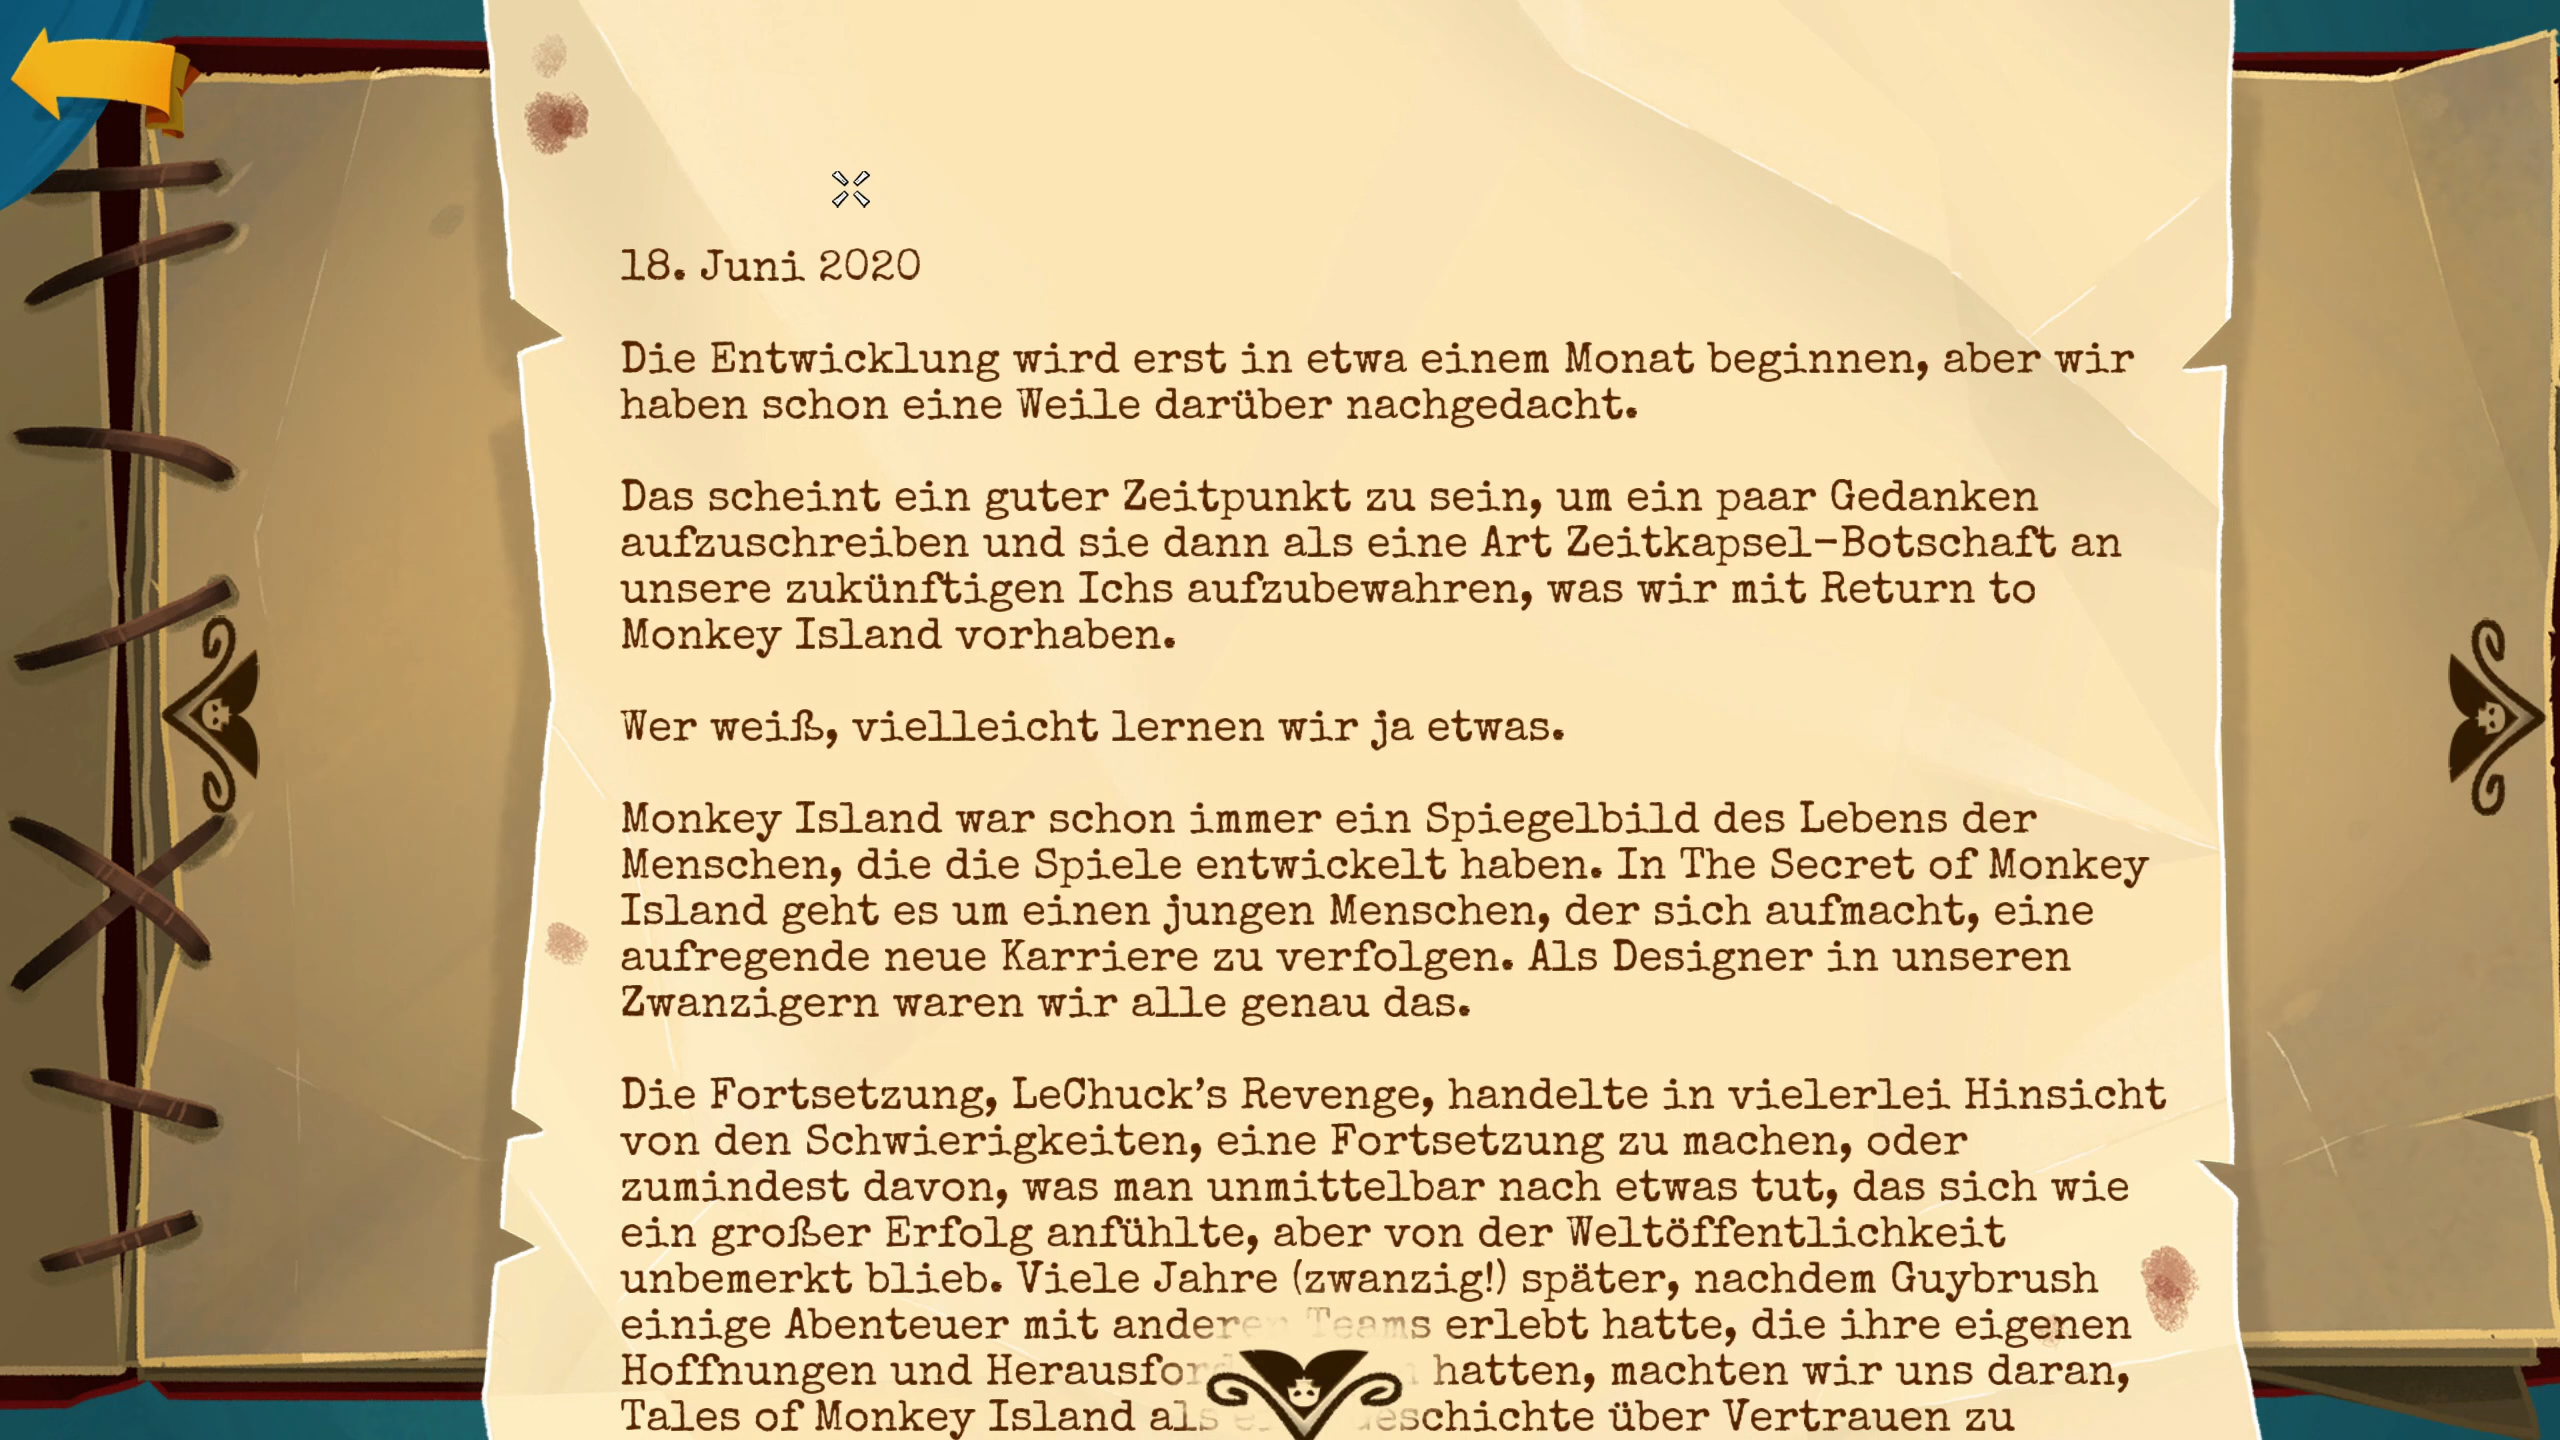 18. Juni 2020
Die Entwicklung wird erst in etwa einem Monat beginnen, aber wir
haben schon eine Weile darüber nachgedacht.
Das scheint ein guter Zeitpunkt zu sein, um ein paar Gedanken
aufzuschreiben und sie dann als eine Art Zeitkapsel-Botschaft an
unsere zukünftigen Ichs aufzubewahren, was wir mit Return to
Monkey Island vorhaben.
Wer weiß, vielleicht lernen wir ja etwas.
Monkey Island war schon immer ein Spiegelbild des Lebens der
Menschen, die die Spiele entwickelt haben. In The Secret of Monkey
Island geht es um einen jungen Menschen, der sich aufmacht, eine
aufregende neue Karriere zu verfolgen. Als Designer in unseren
Zwanzigern waren wir alle genau das.
Die Fortsetzung, LeChuck's Revenge, handelte in vielerlei Hinsicht
von den Schwierigkeiten, eine Fortsetzung zu machen, oder
zumindest davon, was man unmittelbar nach etwas tut, das sich wie
ein großer Erfolg anfühlte, aber von der Weltöffentlichkeit
unbemerkt blieb. Viele Jahre (zwanzig!) später, nachdem Guybrush
einige Abenteuer mit anderen Teams erlebt hatte, die ihre eigenen
Hoffnungen und hatten, machten wir uns daran,
Tales of Monkey Island als über Vertrauen zu